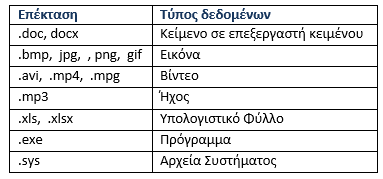 Επέκταση Τύπος δεδομένων
.doc, docx Κείμενο σε επεξεργαστή κειμένου
.bmp, jpg, , png, gif Εικόνα
.avi, .mp4, .mpg Βίντεο
.mp3 Ήχος
.xls, .xlsx Υπολογιστικό Φύλλο
.exe Πρόγραμμα
.sys Αρχεία Συστήματος